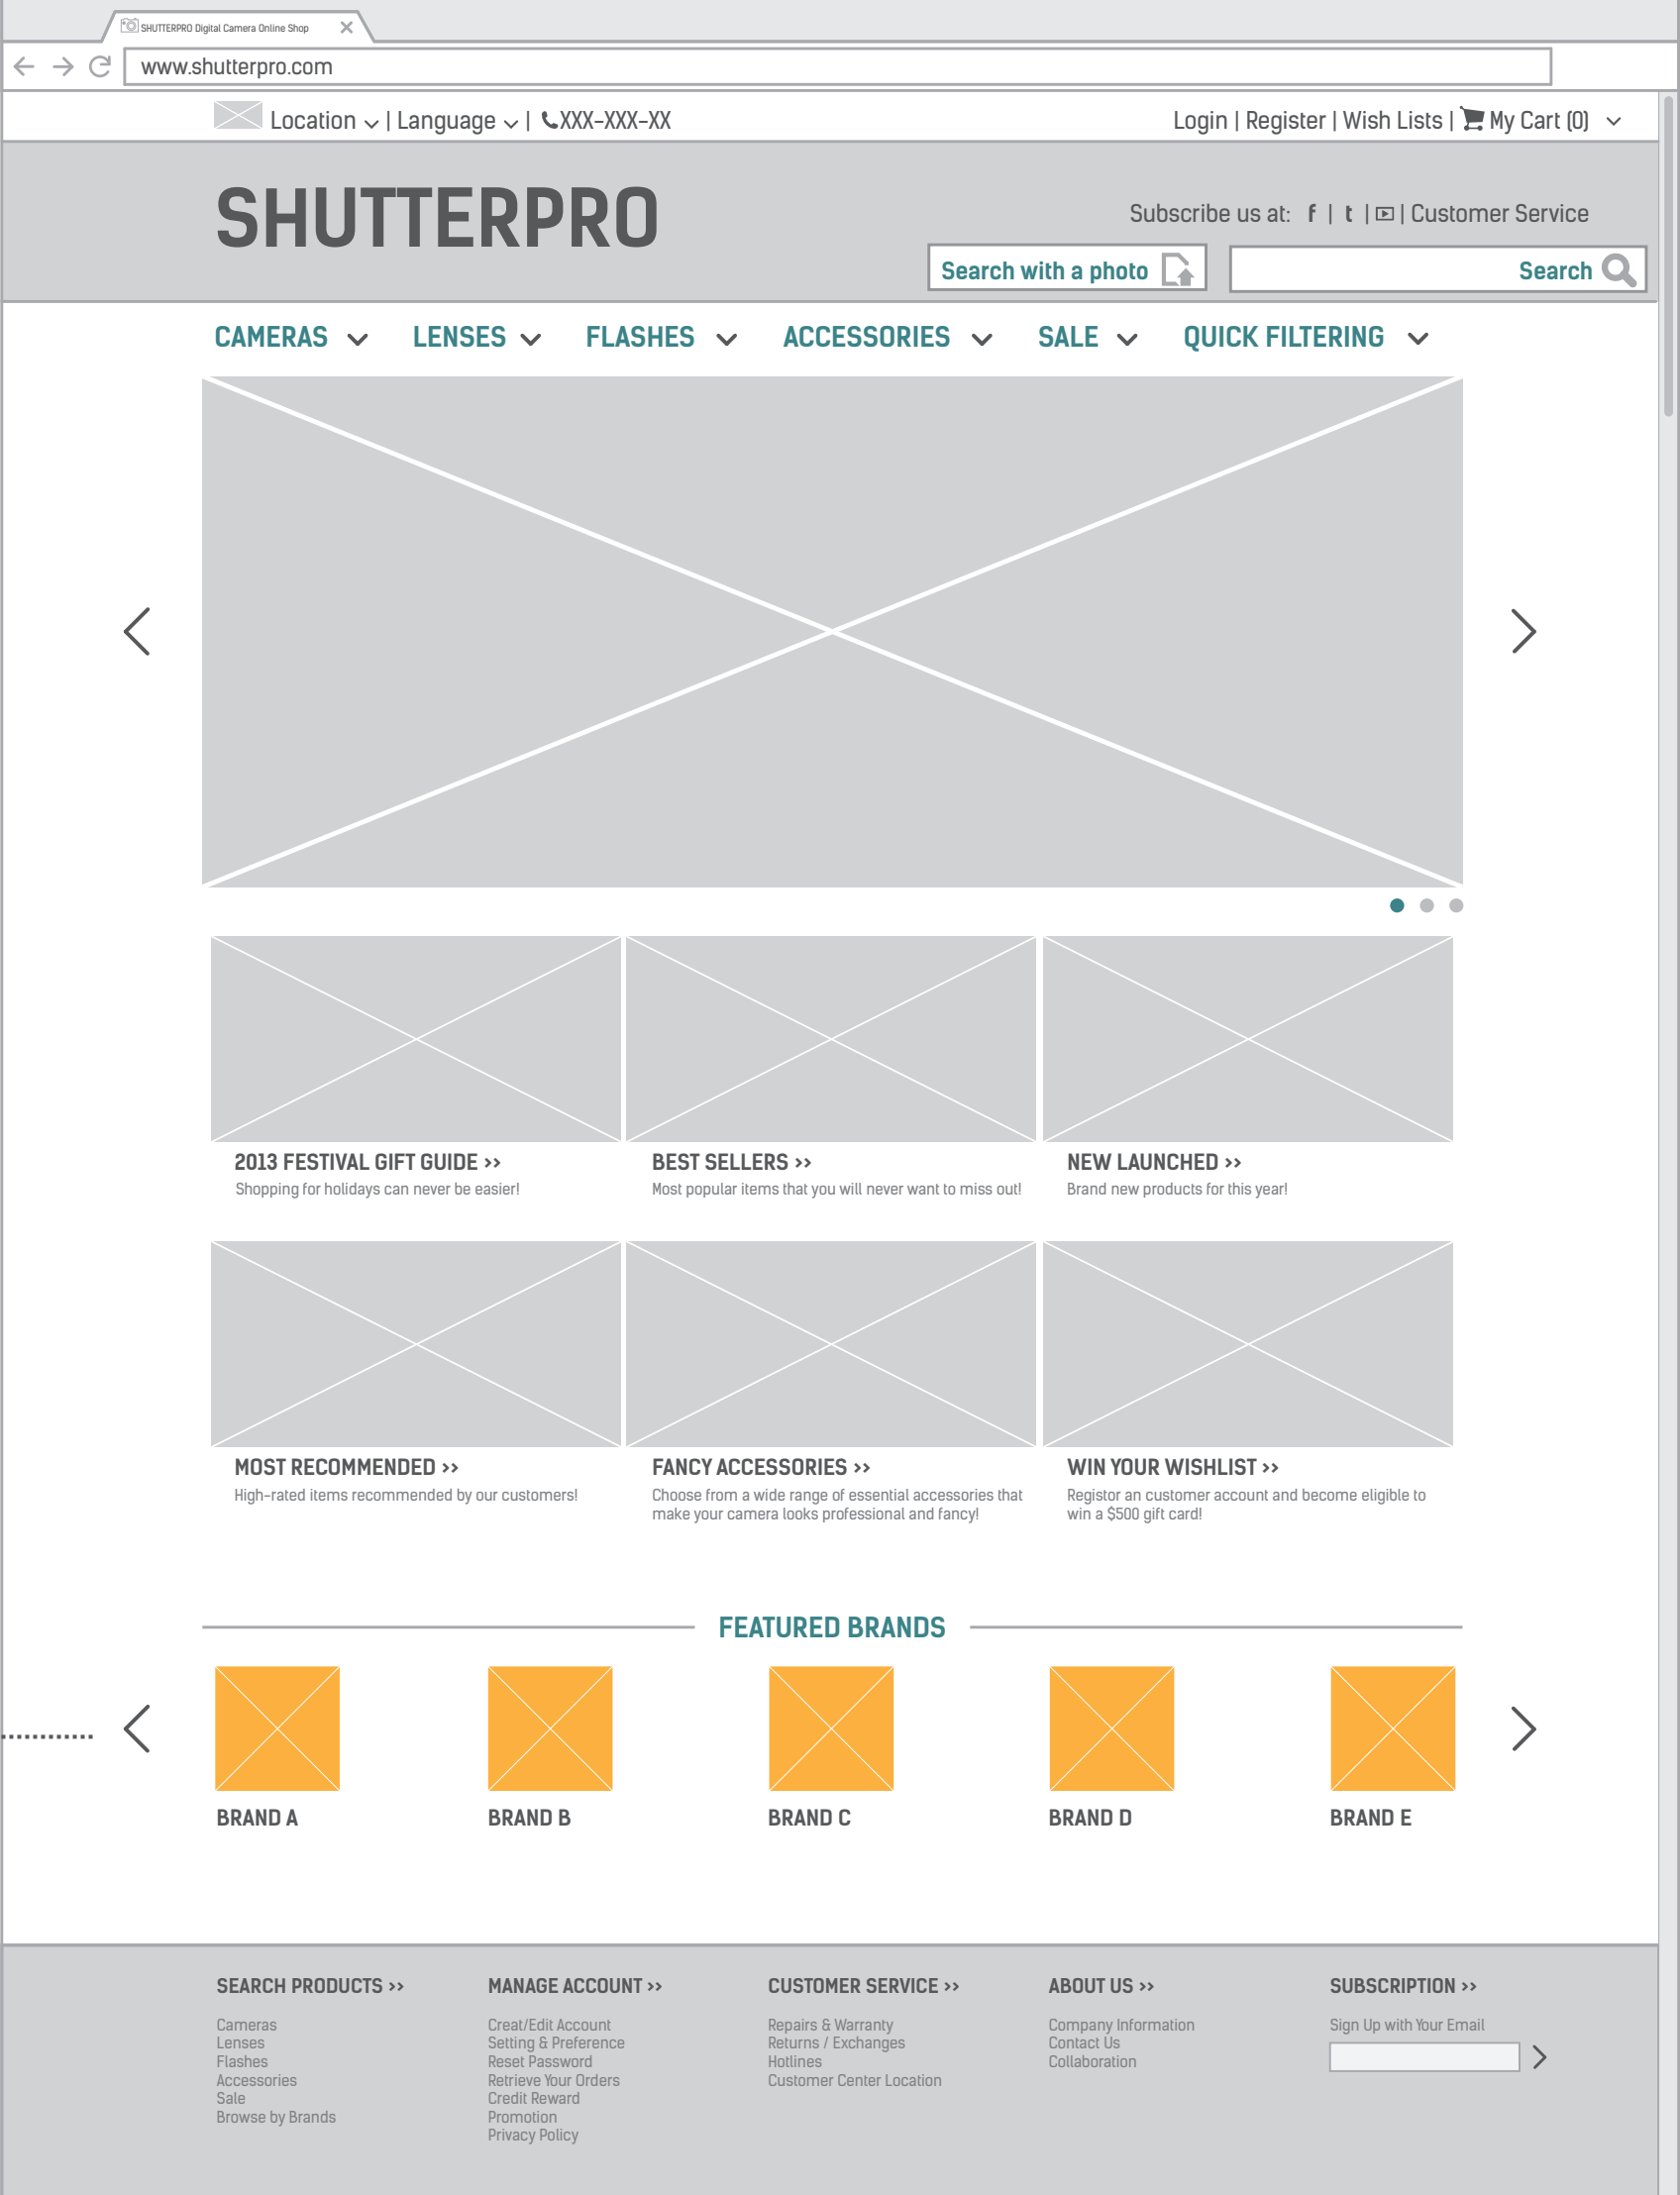 SHUTTERPRO Digital Camera Online Shop
www.shutterpro.com
Location | Language | XXX-XXX-XX
Login | Register | Wish Lists | My Cart (0)
SHUTTERPRO
Subscribe us at: f | t | | Customer Service
Search with a photo
Search
CAMERAS LENSES FLASHES ACCESSORIES SALE QUICK FILTERING
2013 FESTIVAL GIFT GUIDE >>
Shopping for holidays can never be easier!
BEST SELLERS >>
Most popular items that you will never want to miss out!
NEW LAUNCHED >>
Brand new products for this year!
MOST RECOMMENDED >>
High-rated items recommended by our customers!
FANCY ACCESSORIES >>
Choose from a wide range of essential accessories that
make your camera looks professional and fancy!
WIN YOUR WISHLIST >>
Registor an customer account and become eligible to
win a $500 gift card!
FEATURED BRANDS
BRAND A
BRAND B
BRAND C
BRAND D
BRAND E
SEARCH PRODUCTS >>
Cameras
Lenses
Flashes
Accessories
Sale
Browse by Brands
MANAGE ACCOUNT >>
Creat/Edit Account
Setting & Preference
Reset Password
Retrieve Your Orders
Credit Reward
Promotion
Privacy Policy
CUSTOMER SERVICE >>
Repairs & Warranty
Returns / Exchanges
Hotlines
Customer Center Location
ABOUT US >>
Company Information
Contact Us
Collaboration
SUBSCRIPTION >>
Sign Up with Your Email